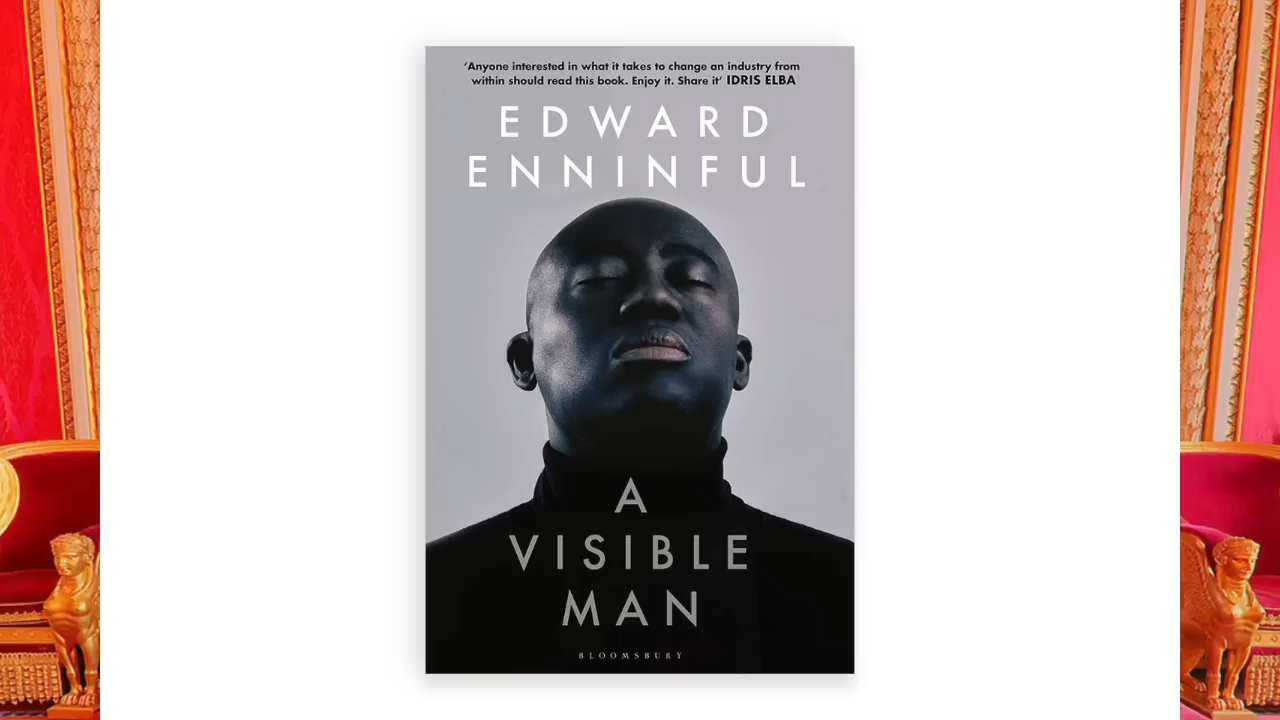 ‘Anyone interested in what it takes to change an industry from
within should read this book. Enjoy it. Share it’ IDRIS ELBA
EDWARD
ENNINFUL
A
VISIBLE
MAN
BLOOMSBURY